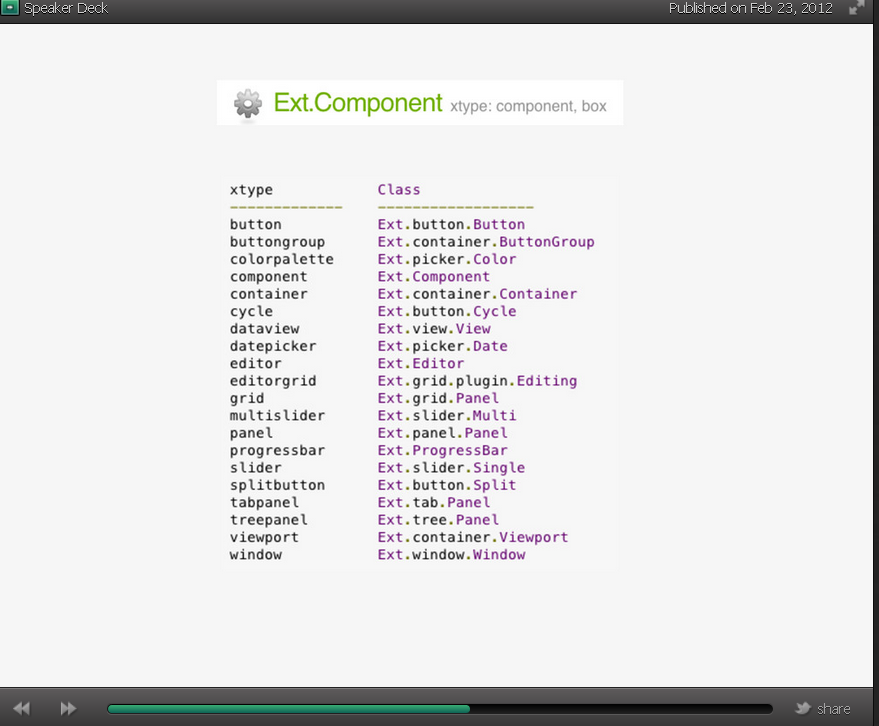 Speaker Deck Published on Feb 23, 2012
Ext.Component xtype: component, box
xtype Class
------------- ------------------
button Ext.button.Button
buttongroup Ext.container.ButtonGroup
colorpalette Ext.picker.Color
component Ext.Component
container Ext.container.Container
cycle Ext.button.Cycle
dataview Ext.view.View
datepicker Ext.picker.Date
editor Ext.Editor
editorgrid Ext.grid.plugin.Editing
grid Ext.grid.Panel
multislider Ext.slider.Multi
panel Ext.panel.Panel
progressbar Ext.ProgressBar
slider Ext.slider.Single
splitbutton Ext.button.Split
tabpanel Ext.tab.Panel
treepanel Ext.tree.Panel
viewport Ext.container.Viewport
window Ext.window.Window
share